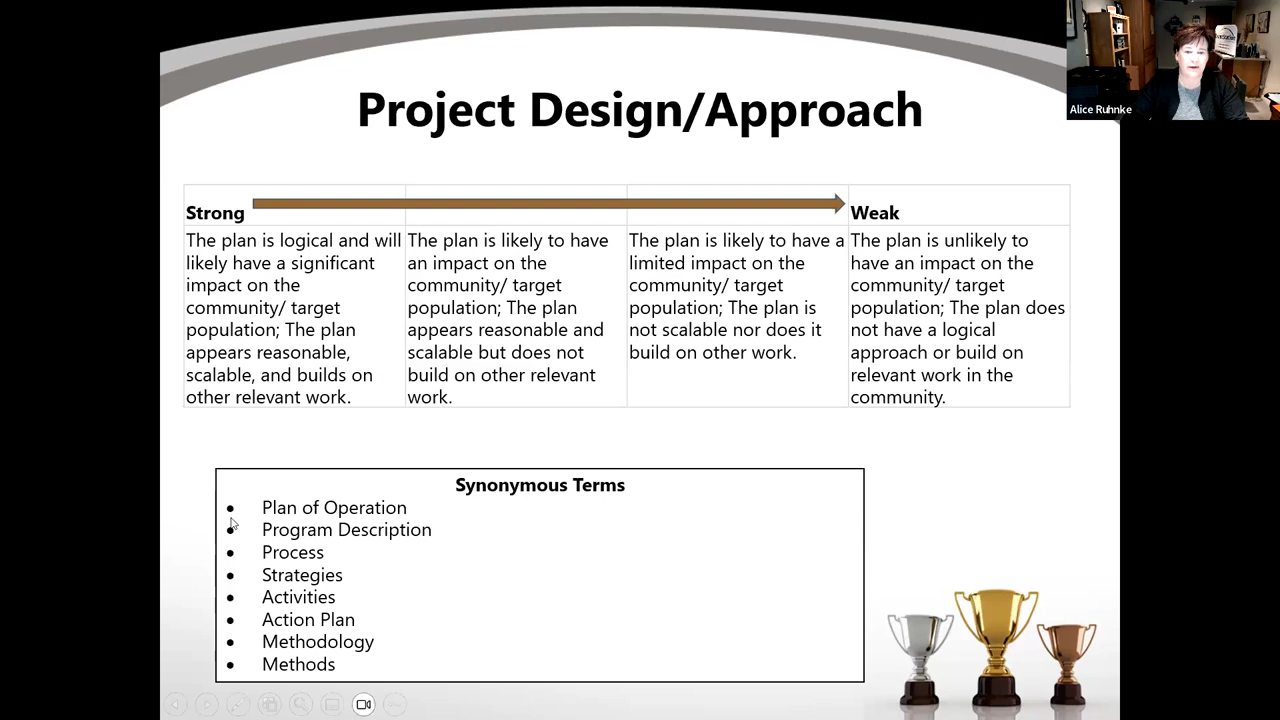 Project Design/Approach
Alice Ruhnke
Strong
Weak
The plan is logical and will
likely have a significant
impact on the
community/ target
population; The plan
appears reasonable,
scalable, and builds on
other relevant work.
The plan is likely to have
an impact on the
community/ target
population; The plan
appears reasonable and
scalable but does not
build on other relevant
work.
The plan is likely to have a
limited impact on the
community/ target
population; The plan is
not scalable nor does it
build on other work.
The plan is unlikely to
have an impact on the
community/ target
population; The plan does
not have a logical
approach or build on
relevant work in the
community.
Synonymous Terms
• Plan of Operation
• Program Description
• Process
• Strategies
• Activities
• Action Plan
• Methodology
• Methods